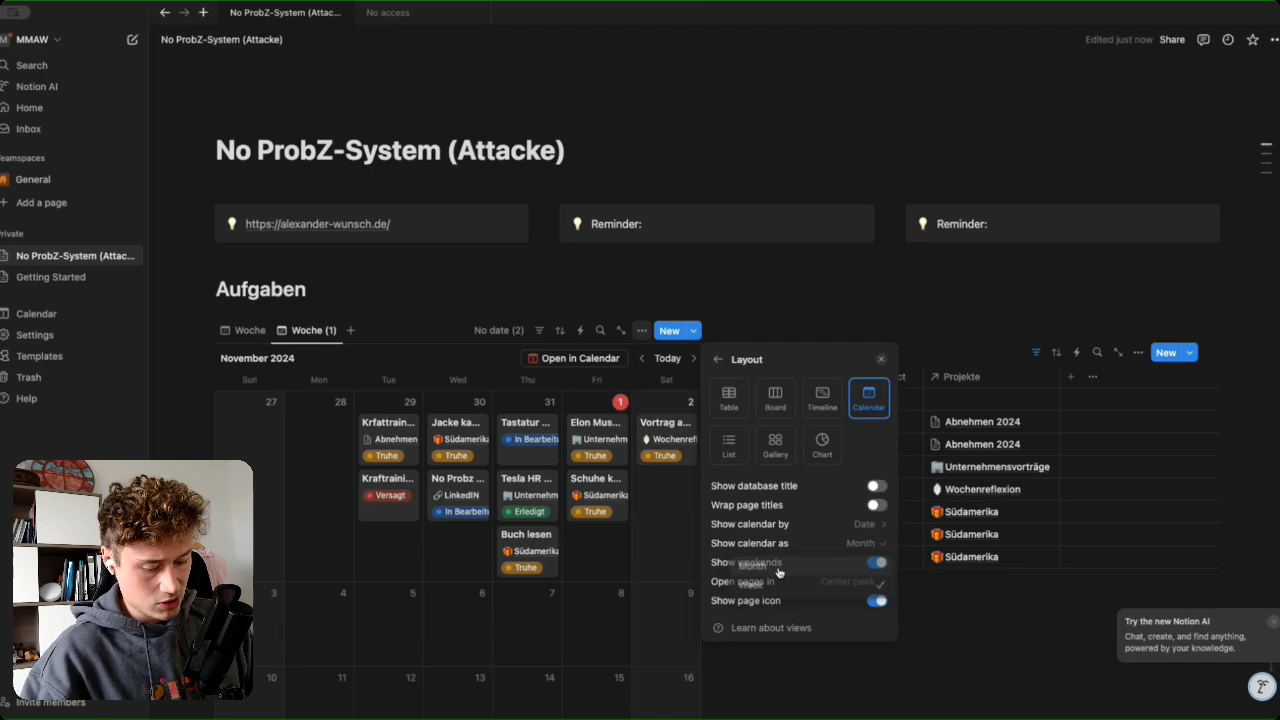 No ProbZ-System (Attac...
No access
MMAW
No ProbZ-System (Attacke)
Edited just now
Share
Search
Notion AI
Home
Inbox
Teamspaces
General
Add a page
Private
No ProbZ-System (Attac...
Getting Started
Calendar
Settings
Templates
Trash
Help
Invite members
No ProbZ-System (Attacke)
https://alexander-wunsch.de/
Reminder:
Reminder:
Aufgaben
Woche
Woche (1)
No date (2)
New
November 2024
Open in Calendar
Today
Sun Mon Tue Wed Thu Fri Sat
27 28 29 30 31 1 2
Krfattrain... Jacke ka... Tastatur ... Elon Mus... Vortrag a...
Abnehmen Südamerika In Bearbeitu Unternehm Wochenrefl
Truhe Truhe Truhe Truhe
Kraftraini... No Probz ... Tesla HR ... Schuhe k...
Versagt LinkedIN Unternehm Südamerika
In Bearbeitu Erledigt Truhe
Buch lesen
Südamerika
Truhe
3 4 5 6 7 8 9
10 11 12 13 14 15 16
Layout
Table
Board
Timeline
Calendar
List
Gallery
Chart
Show database title
Wrap page titles
Show calendar by Date
Show calendar as Month
Show weekends
Month
Open pages in Center peek
Week
Show page icon
Learn about views
New
ct
Projekte
Abnehmen 2024
Abnehmen 2024
Unternehmensvorträge
Wochenreflexion
Südamerika
Südamerika
Südamerika
Try the new Notion AI
Chat, create, and find anything,
powered by your knowledge.